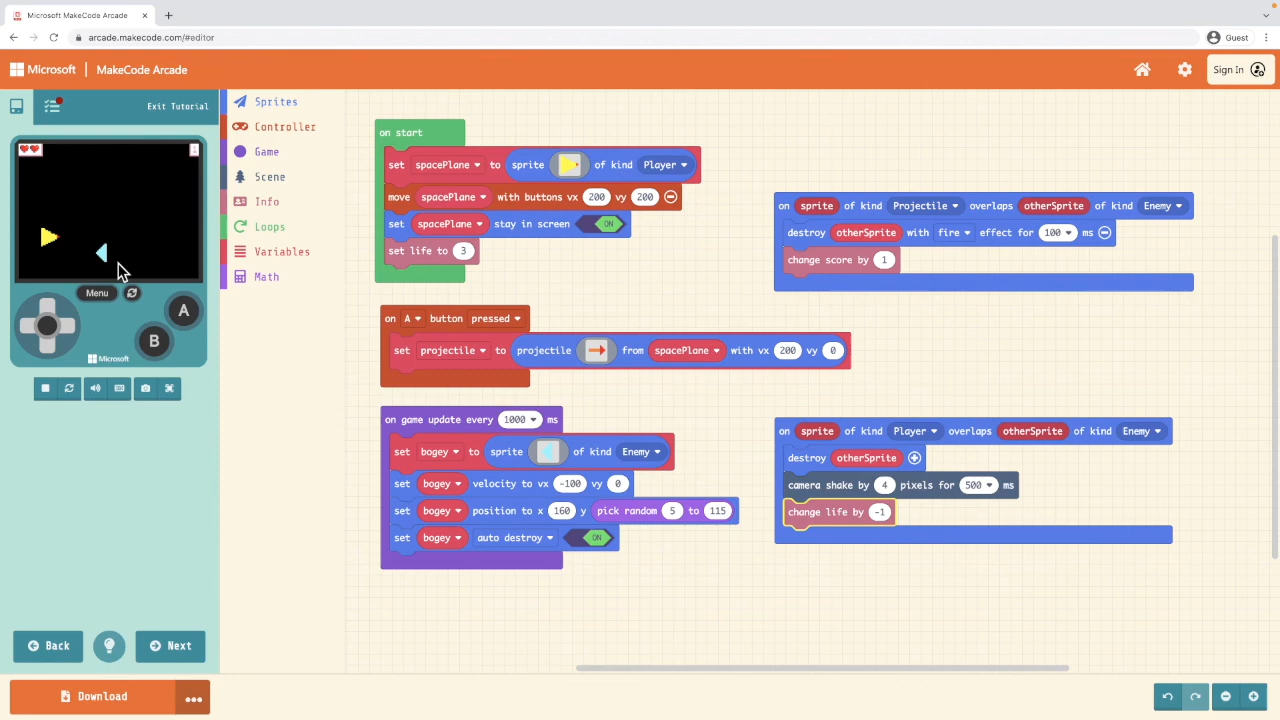 Microsoft MakeCode Arcade
arcade.makecode.com/#editor
Guest
Microsoft
MakeCode Arcade
Sign In
Exit Tutorial
Menu
A
B
Microsoft
Back
Next
Download
Sprites
Controller
Game
Scene
Info
Loops
Variables
Math
on start
set spacePlane to sprite of kind Player
move spacePlane with buttons vx 200 vy 200
set spacePlane stay in screen ON
set life to 3
on A button pressed
set projectile to projectile from spacePlane with vx 200 vy 0
on game update every 1000 ms
set bogey to sprite of kind Enemy
set bogey velocity to vx -100 vy 0
set bogey position to x 160 y pick random 5 to 115
set bogey auto destroy ON
on sprite of kind Projectile overlaps otherSprite of kind Enemy
destroy otherSprite with fire effect for 100 ms
change score by 1
on sprite of kind Player overlaps otherSprite of kind Enemy
destroy otherSprite
camera shake by 4 pixels for 500 ms
change life by -1